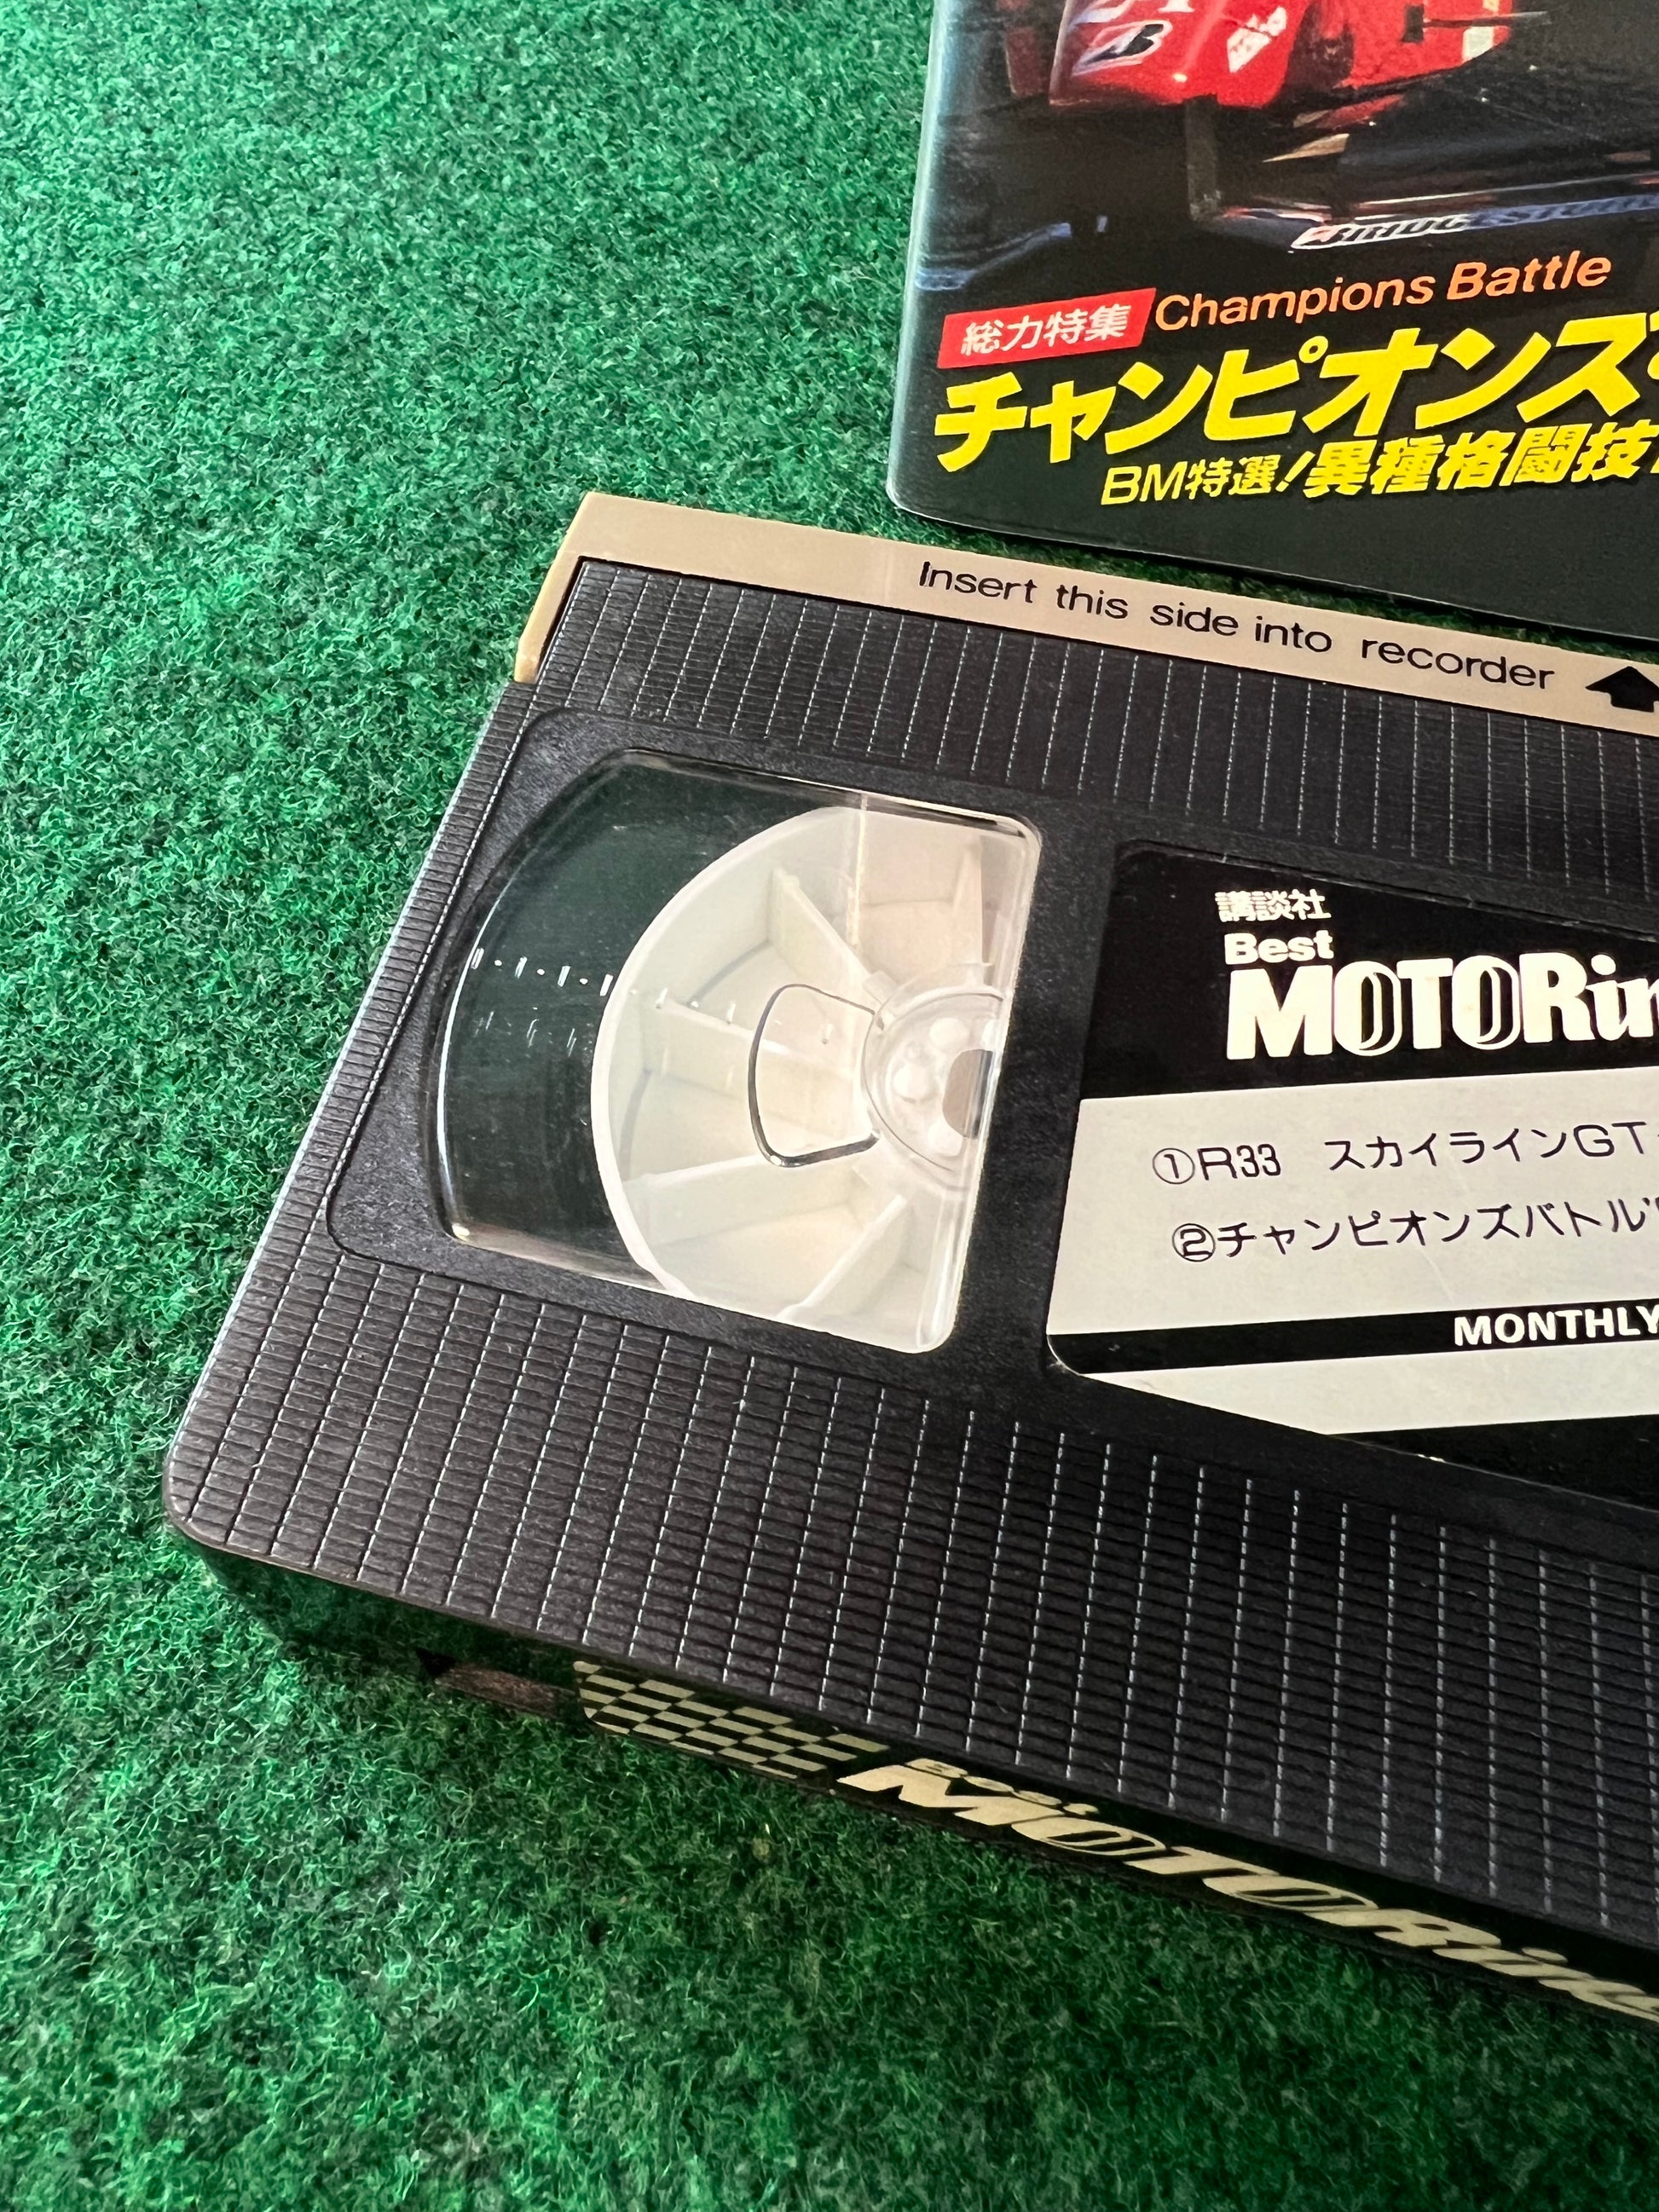 総力特集 Champions Battle
チャンピオンズ
BM特選!異種格闘技
Insert this side into recorder
講談社
Best
MOTORin
①R33 スカイラインGT
②チャンピオンズバトル'
MONTHLY
Best
MOTORing